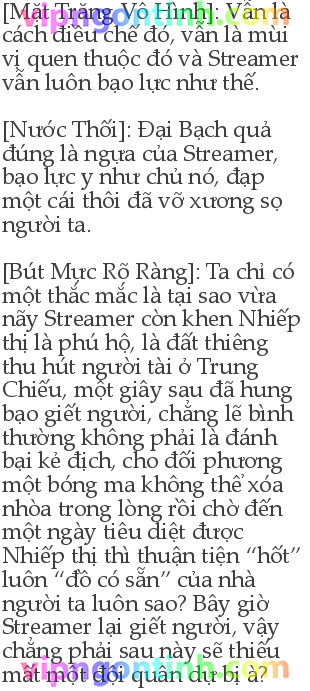 [Mặt Trăng Vô Hình]: Vẫn là
cách điều chế đó, vẫn là mùi
vị quen thuộc đó và Streamer
vẫn luôn bạo lực như thế.
[Nước Thối]: Đại Bạch quả
đúng là ngựa của Streamer,
bạo lực y như chủ nó, đạp
một cái thôi đã vỡ xương sọ
người ta.
[Bút Mực Rõ Ràng]: Ta chỉ có
một thắc mắc là tại sao vừa
nãy Streamer còn khen Nhiếp
thị là phú hộ, là đất thiêng
thu hút người tài ở Trung
Chiếu, một giây sau đã hung
bạo giết người, chẳng lẽ bình
thường không phải là đánh
bại kẻ địch, cho đối phương
một bóng ma không thể xóa
nhòa trong lòng rồi chờ đến
một ngày tiêu diệt được
Nhiếp thị thì thuận tiện “hốt”
luôn “đồ có sẵn” của nhà
người ta luôn sao? Bây giờ
Streamer lại giết người, vậy
chẳng phải sau này sẽ thiếu
mất một đội quân dự bị à?
vipngontinh.com
vipngontinh.com
vipngontinh.com